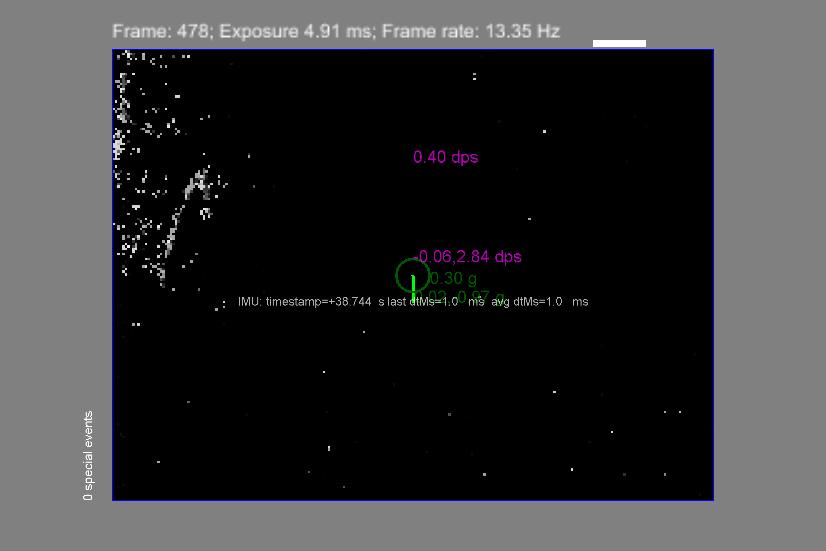 Frame: 478; Exposure 4.91 ms; Frame rate: 13.35 Hz
0.40 dps
-0.06,2.84 dps
0.30 g
IMU: timestamp=+38.744 s last dtMs=1.0 ms avg dtMs=1.0 ms
0 special events